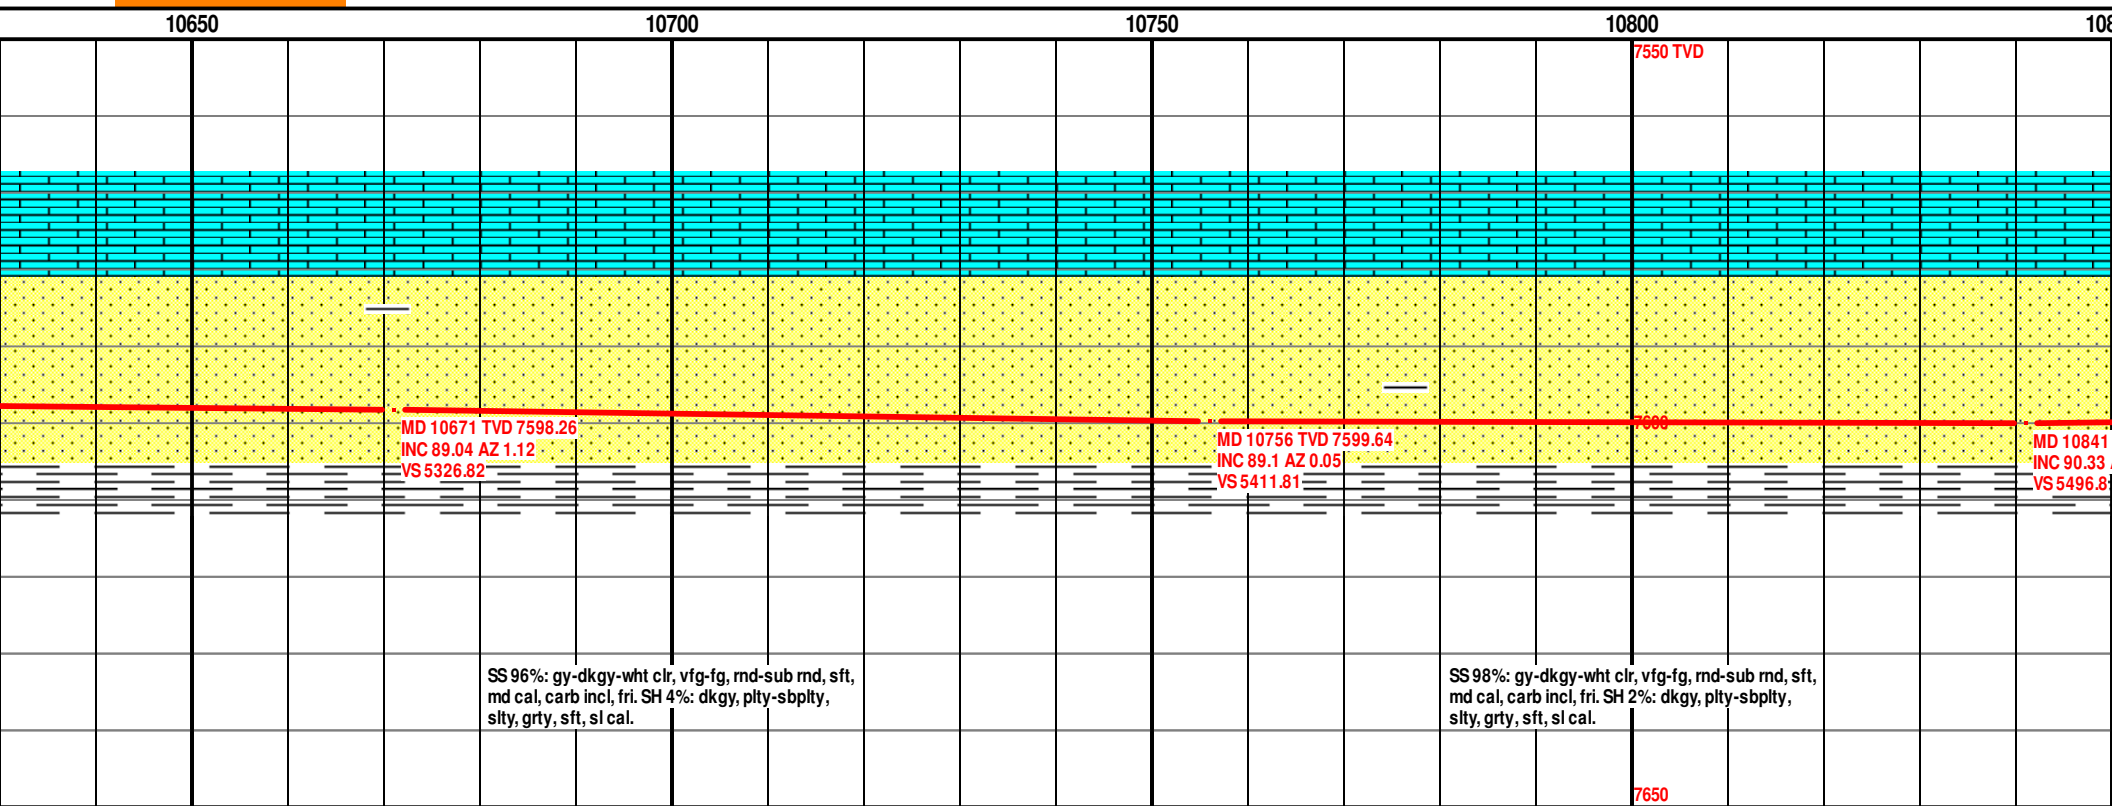 10650 10700 10750 10800
7550 TVD
7600
MD 10671 TVD 7598.26
INC 89.04 AZ 1.12
VS 5326.82
MD 10756 TVD 7599.64
INC 89.1 AZ 0.05
VS 5411.81
MD 10841
INC 90.33
VS 5496.8
SS 96%: gy-dkgy-wht clr, vfg-fg, rnd-sub rnd, sft,
md cal, carb incl, fri. SH 4%: dkgy, plty-sbplty,
slty, grty, sft, sl cal.
SS 98%: gy-dkgy-wht clr, vfg-fg, rnd-sub rnd, sft,
md cal, carb incl, fri. SH 2%: dkgy, plty-sbplty,
slty, grty, sft, sl cal.
7650